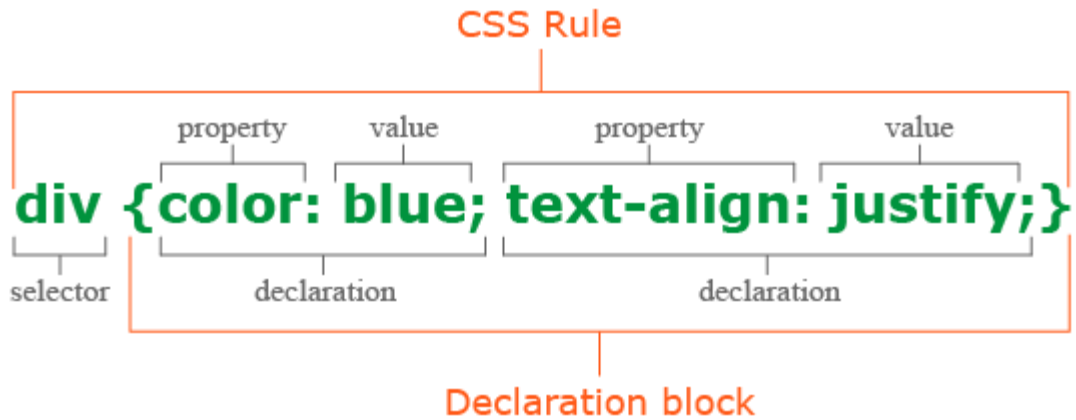 CSS Rule
property value property value
div {color: blue; text-align: justify;}
selector declaration declaration
Declaration block